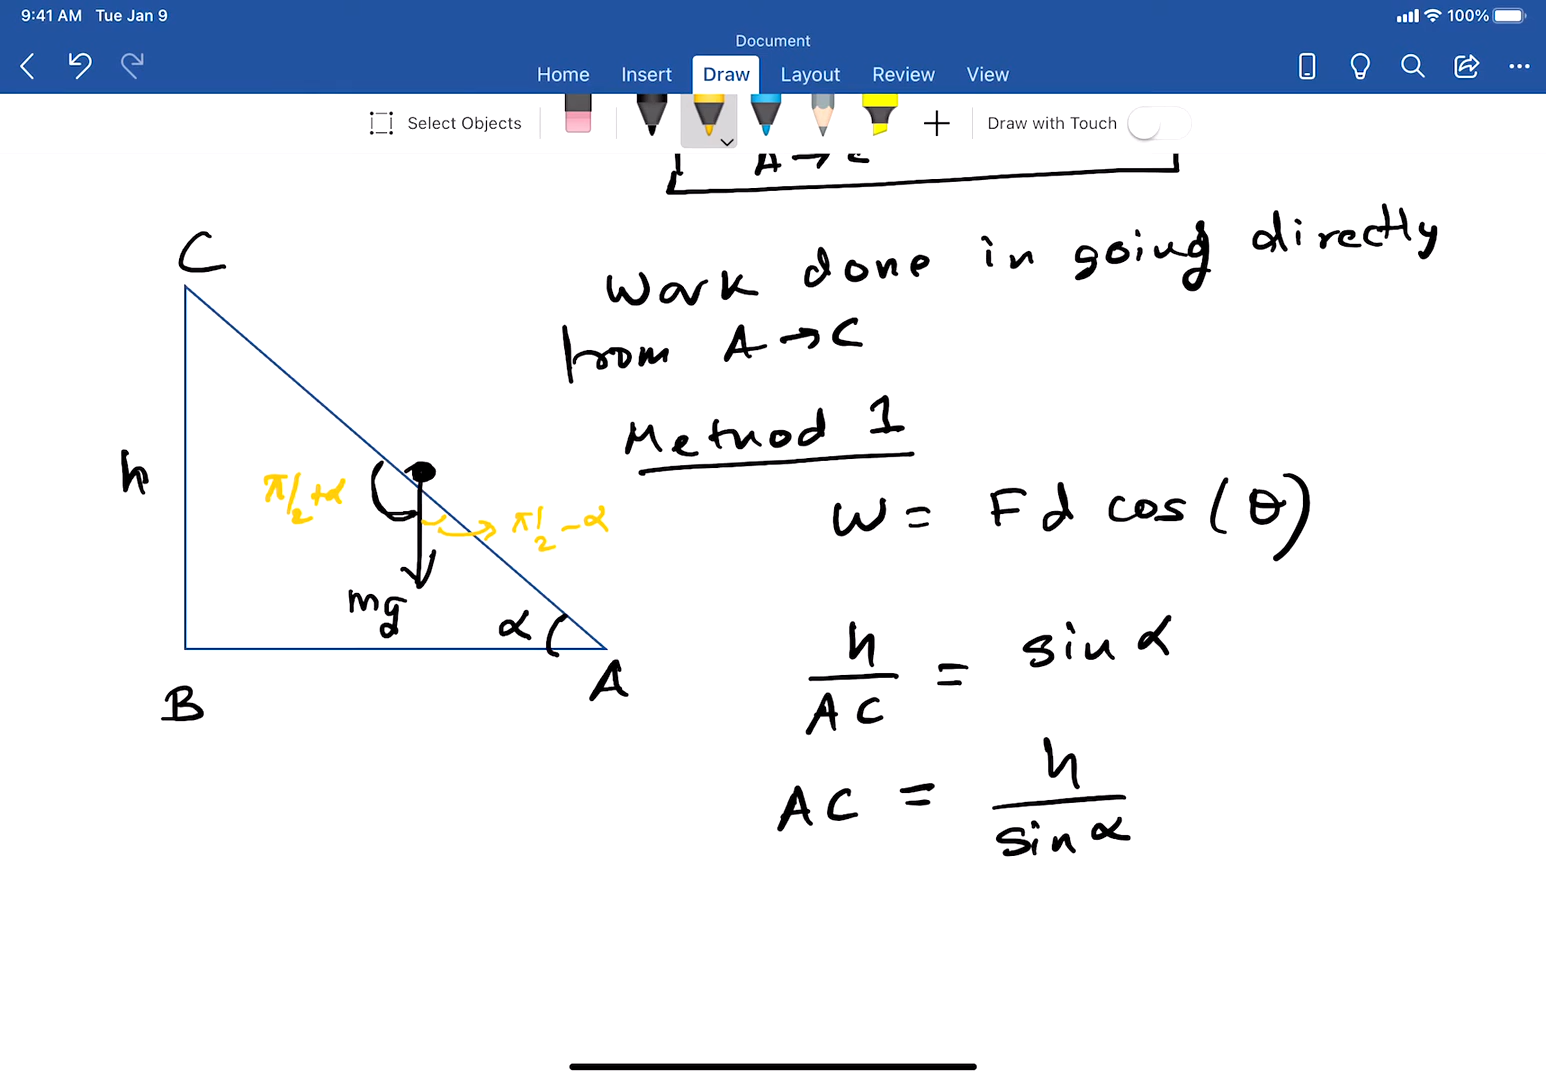 9:41 AM Tue Jan 9
100%
Document
Home Insert Draw Layout Review View
Select Objects
Draw with Touch
A → C
Work done in going directly
from A → C
Method 1
W = F d cos(θ)
h/AC = sin α
AC = h/sin α
C
h
π/2+α
π/2-α
mg
α
A
B